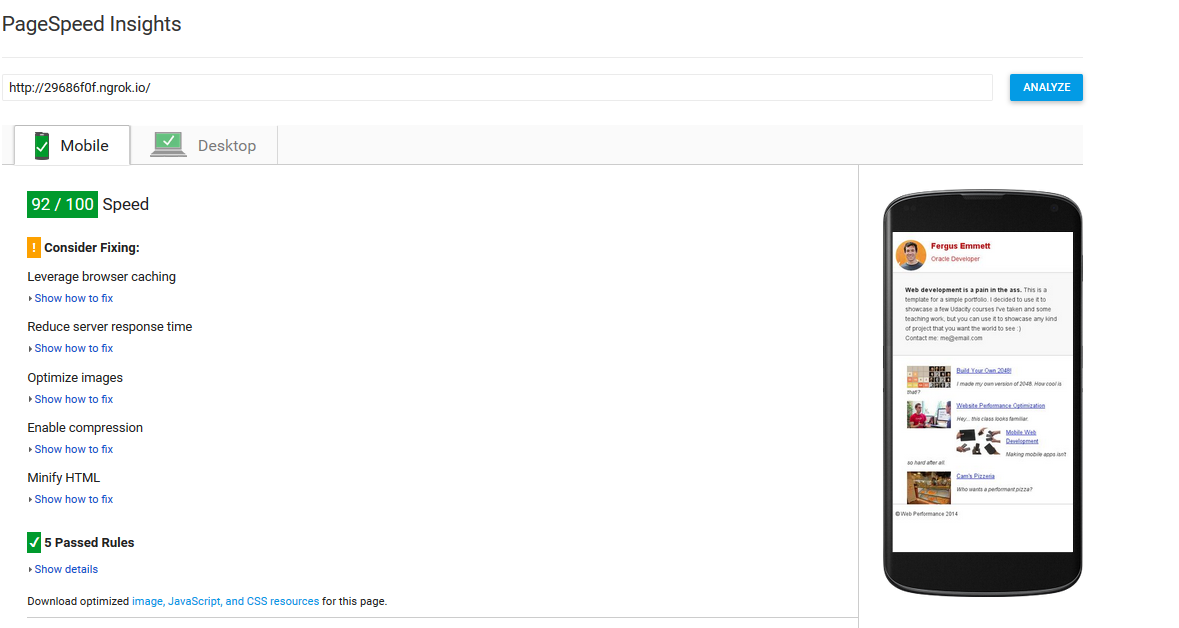 PageSpeed Insights
http://29686f0f.ngrok.io/
ANALYZE
Mobile
Desktop
92 / 100 Speed
! Consider Fixing:
Leverage browser caching
Show how to fix
Reduce server response time
Show how to fix
Optimize images
Show how to fix
Enable compression
Show how to fix
Minify HTML
Show how to fix
5 Passed Rules
Show details
Download optimized image, JavaScript, and CSS resources for this page.
Fergus Emmett
Oracle Developer
Web development is a pain in the ass. This is a
template for a simple portfolio. I decided to use it to
showcase a few Udacity courses I've taken and some
teaching work, but you can use it to showcase any kind
of project that you want the world to see :)
Contact me: me@email.com
Build Your Own 2048!
I made my own version of 2048. How cool is
that?
Website Performance Optimization
Hey... this class looks familiar.
Mobile Web
Development
Making mobile apps isn't
so hard after all.
Cam's Pizzeria
Who wants a performant pizza?
©Web Performance 2014